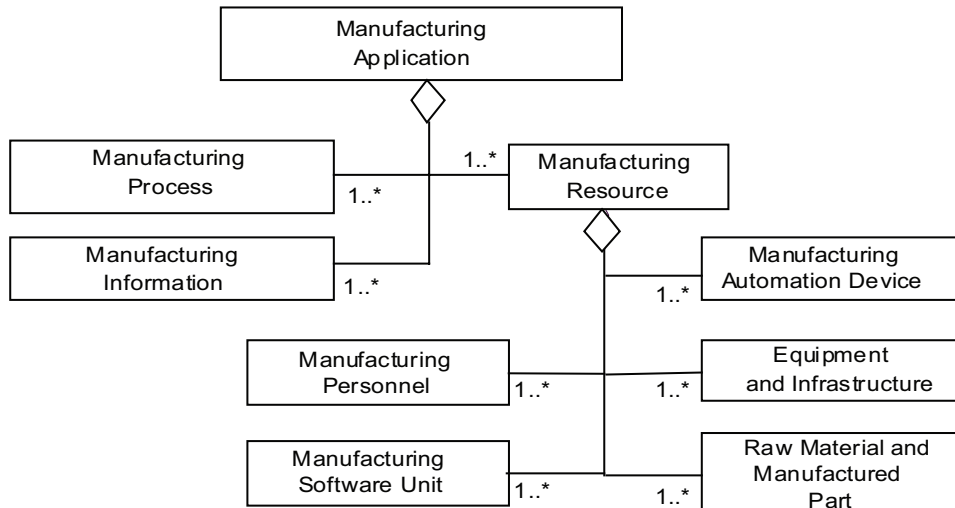 Manufacturing
Application
Manufacturing
Process
1..*
1..*
Manufacturing
Resource
Manufacturing
Information
1..*
Manufacturing
Automation Device
1..*
Manufacturing
Personnel
1..*
Equipment
and Infrastructure
1..*
Manufacturing
Software Unit
1..*
Raw Material and
Manufactured
Part
1..*